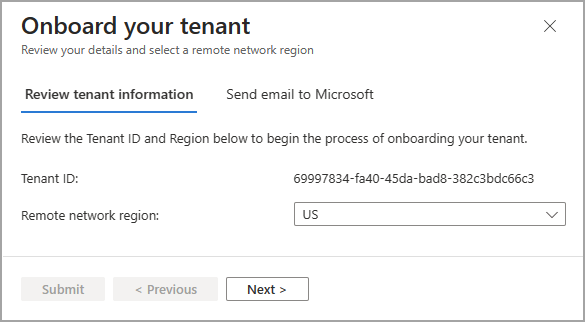 Onboard your tenant
Review your details and select a remote network region
Review tenant information Send email to Microsoft
Review the Tenant ID and Region below to begin the process of onboarding your tenant.
Tenant ID: 69997834-fa40-45da-bad8-382c3bdc66c3
Remote network region: US
Submit < Previous Next >